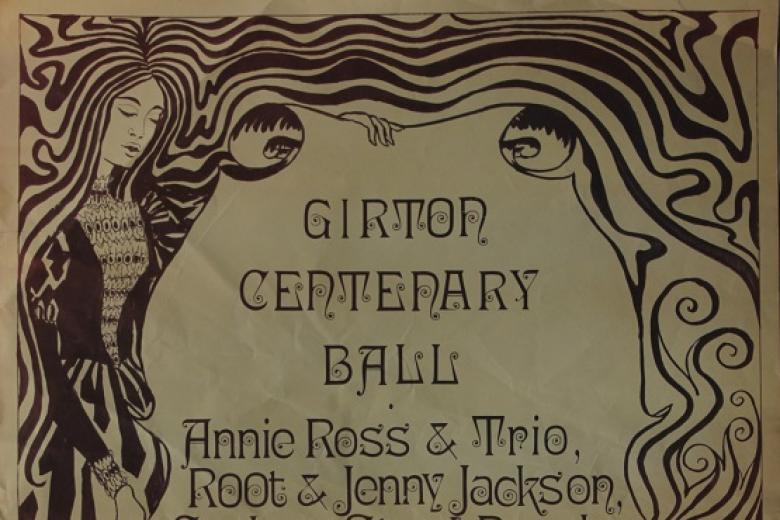 GIRTON
CENTENARY
BALL
Annie Ross & Trio,
Root & Jenny Jackson,